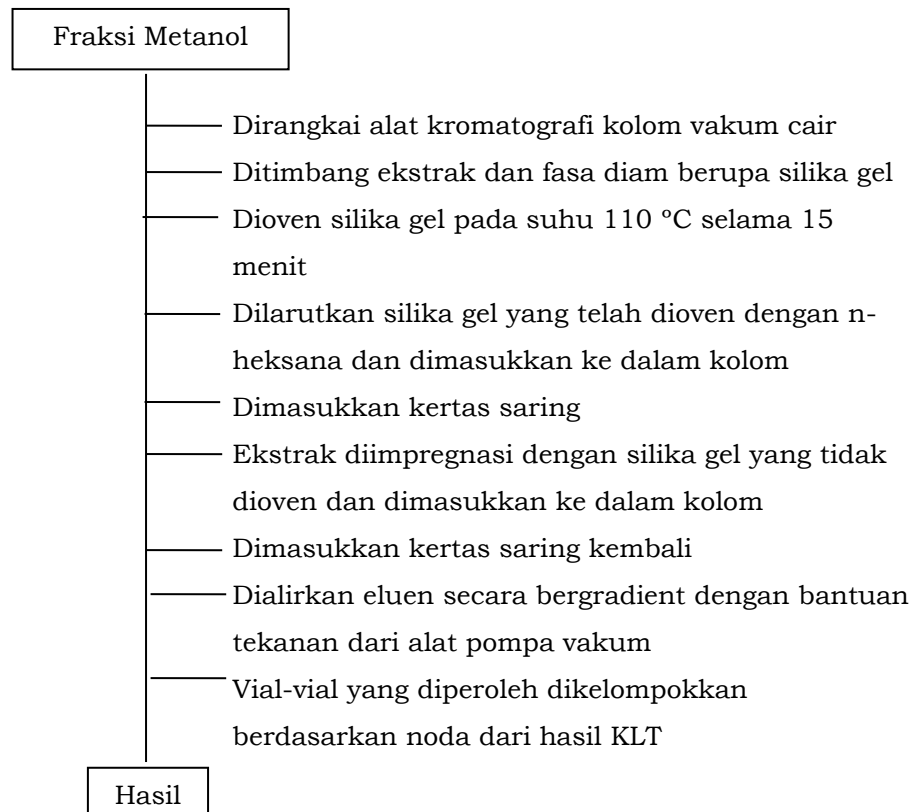 Fraksi Metanol
Dirangkai alat kromatografi kolom vakum cair
Ditimbang ekstrak dan fasa diam berupa silika gel
Dioven silika gel pada suhu 110 ºC selama 15
menit
Dilarutkan silika gel yang telah dioven dengan n-
heksana dan dimasukkan ke dalam kolom
Dimasukkan kertas saring
Ekstrak diimpregnasi dengan silika gel yang tidak
dioven dan dimasukkan ke dalam kolom
Dimasukkan kertas saring kembali
Dialirkan eluen secara bergradient dengan bantuan
tekanan dari alat pompa vakum
Vial-vial yang diperoleh dikelompokkan
berdasarkan noda dari hasil KLT
Hasil